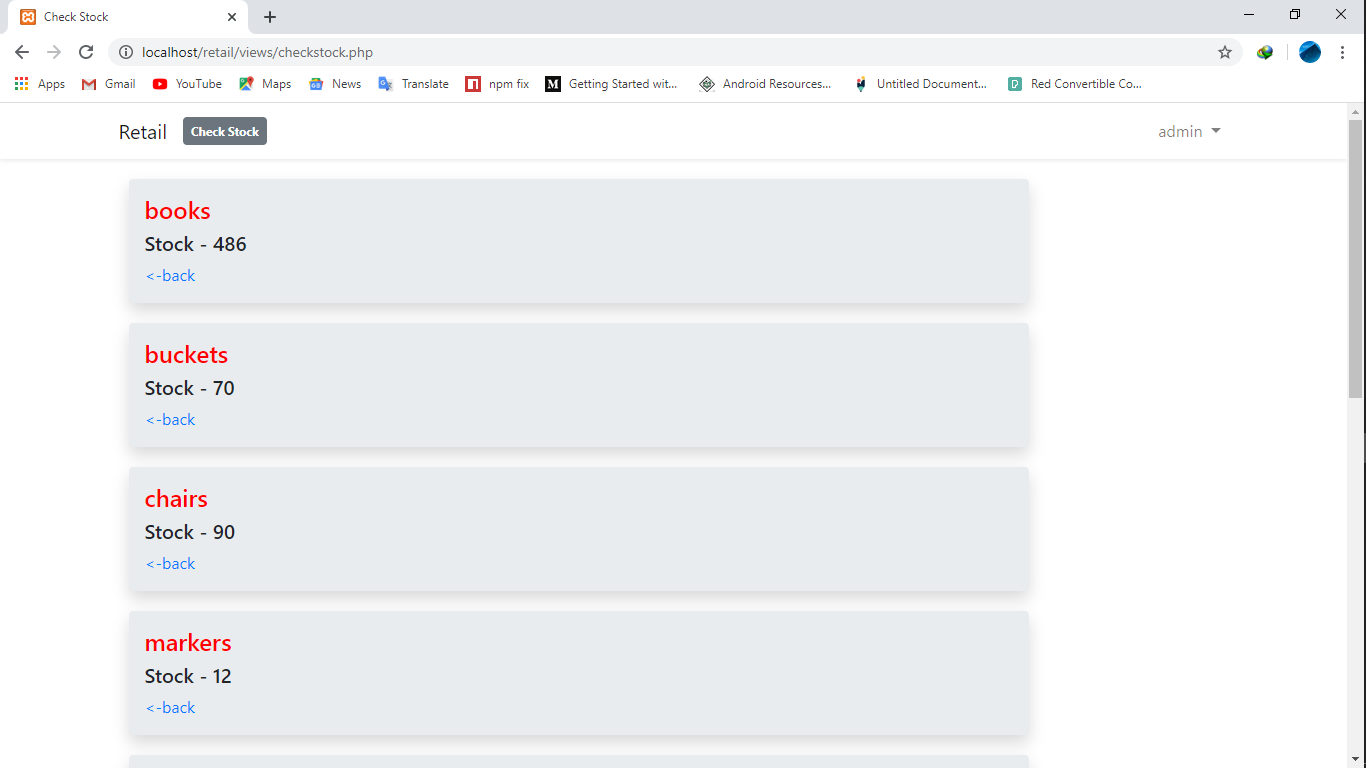 Check Stock
localhost/retail/views/checkstock.php
Apps Gmail YouTube Maps News Translate npm fix Getting Started wit... Android Resources... Untitled Document... Red Convertible Co...
Retail Check Stock admin
books
Stock - 486
<-back
buckets
Stock - 70
<-back
chairs
Stock - 90
<-back
markers
Stock - 12
<-back